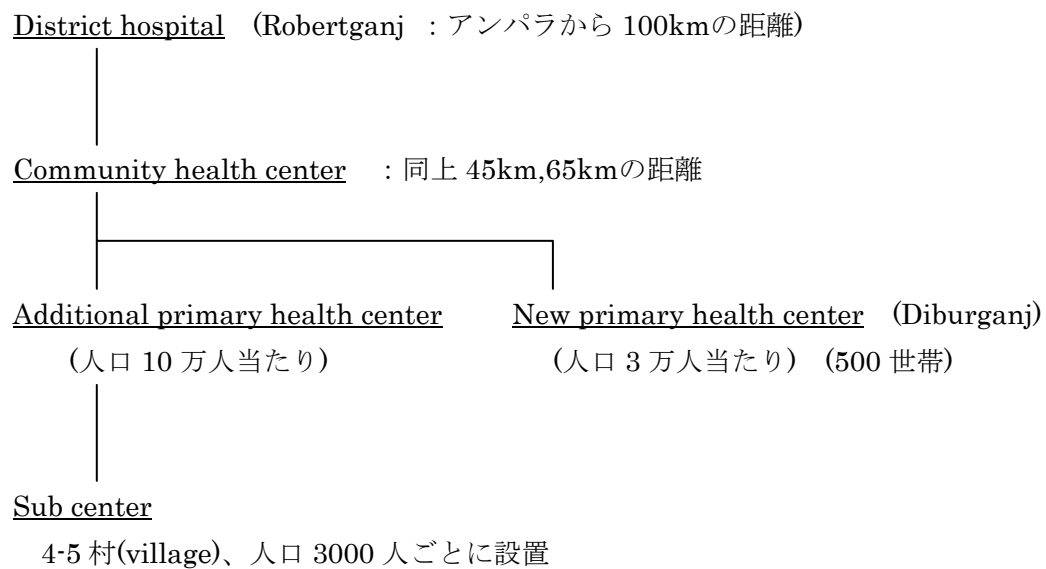 District hospital (Robertganj ：アンパラから 100kmの距離)
Community health center ：同上 45km,65kmの距離
Additional primary health center New primary health center (Diburganj)
(人口 10 万人当たり) (人口 3 万人当たり) (500 世帯)
Sub center
4-5 村(village)、人口 3000 人ごとに設置